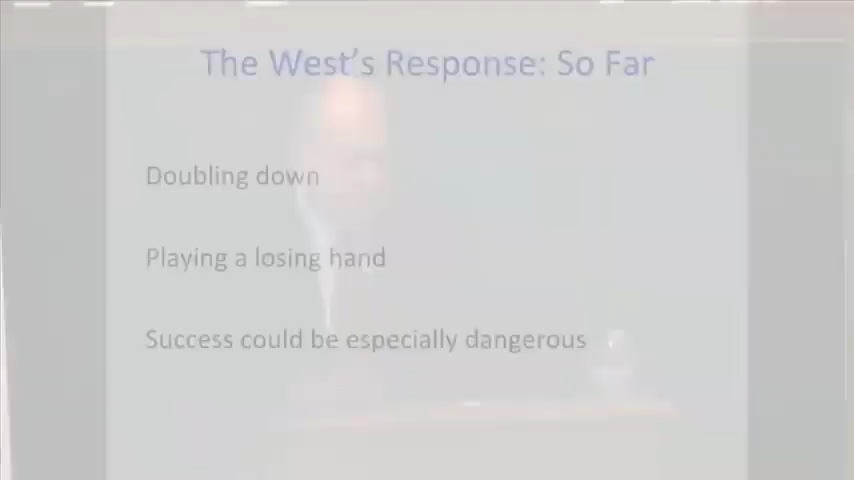 The West's Response: So Far
Doubling down
Playing a losing hand
Success could be especially dangerous